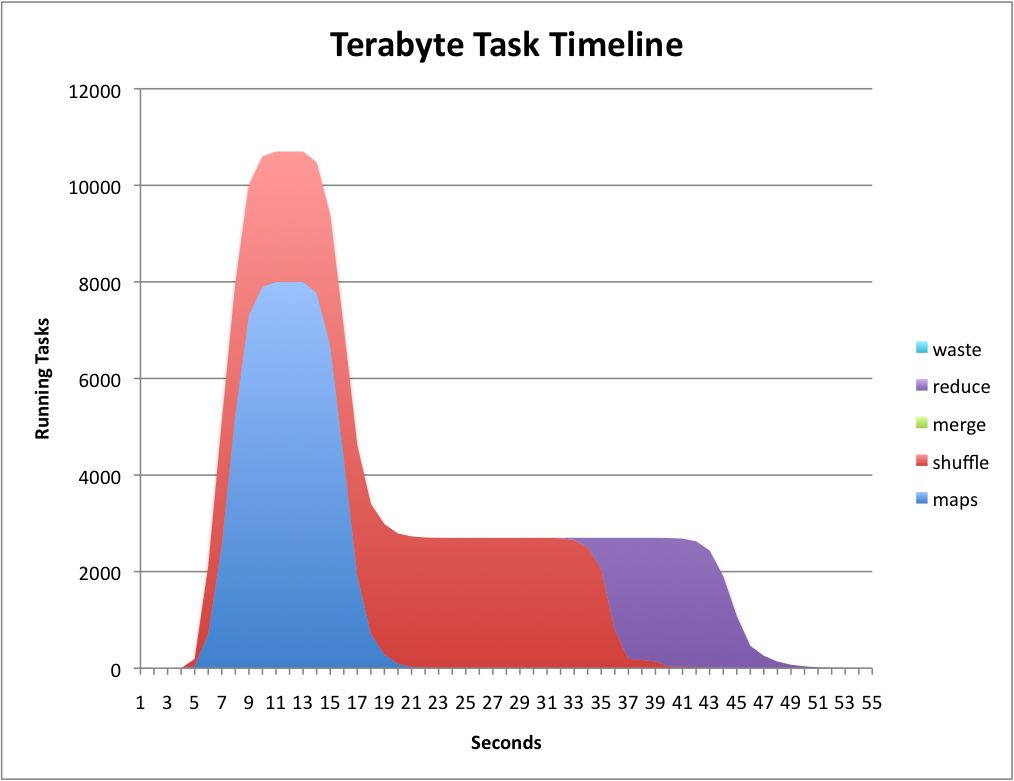 Terabyte Task Timeline
12000
10000
8000
6000
4000
2000
0
Running Tasks
1 3 5 7 9 11 13 15 17 19 21 23 25 27 29 31 33 35 37 39 41 43 45 47 49 51 53 55
Seconds
waste
reduce
merge
shuffle
maps